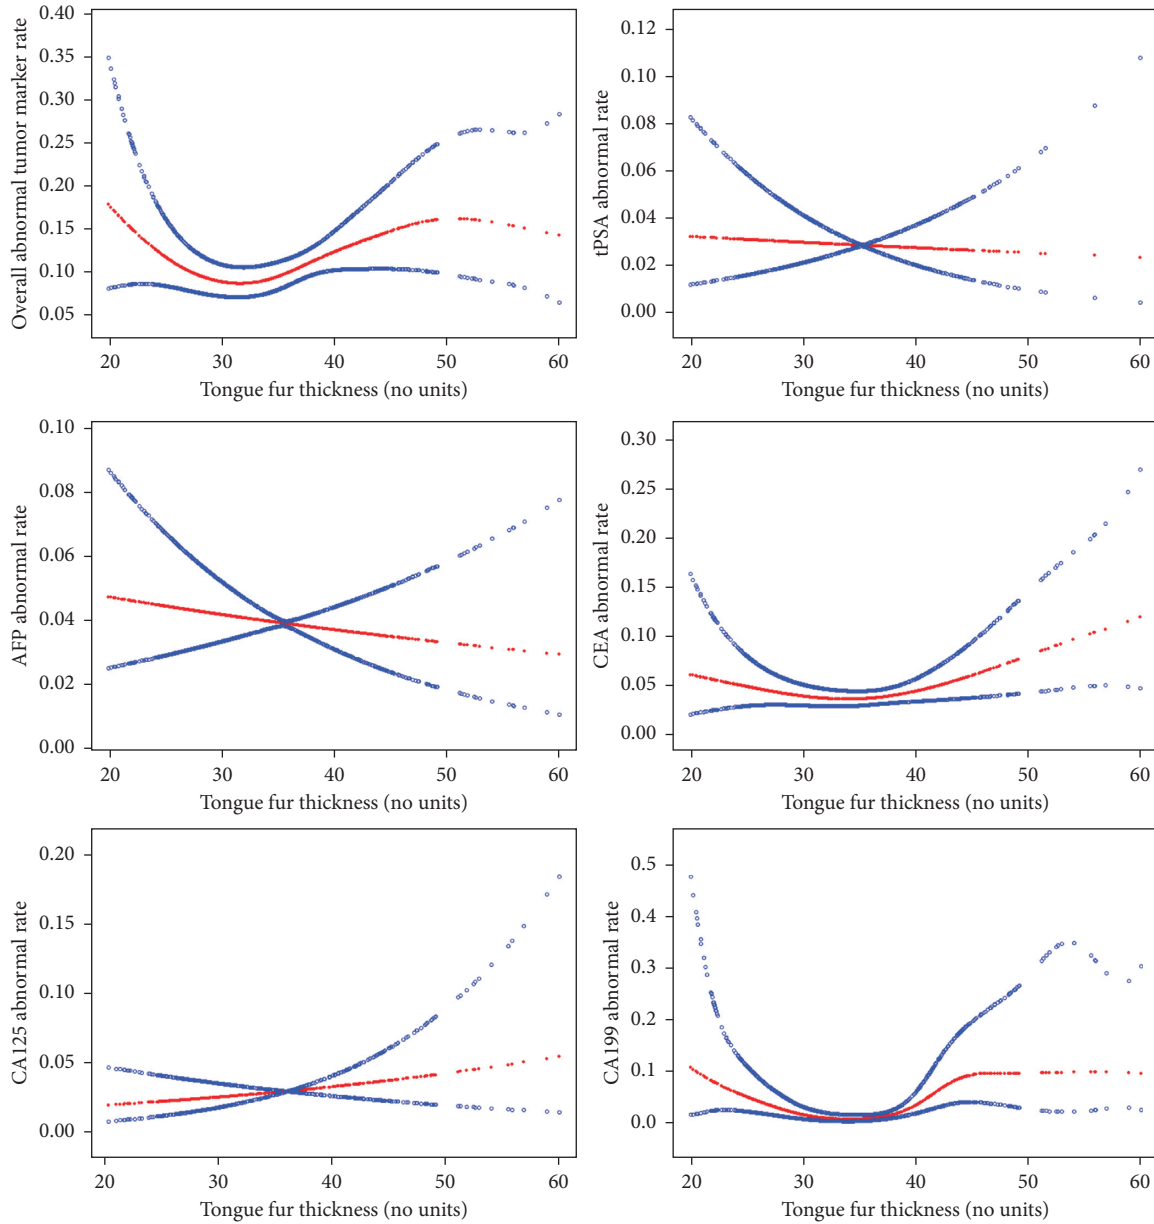 Overall abnormal tumor marker rate
0.40
0.35
0.30
0.25
0.20
0.15
0.10
0.05
20 30 40 50 60
Tongue fur thickness (no units)
tPSA abnormal rate
0.12
0.10
0.08
0.06
0.04
0.02
0.00
20 30 40 50 60
Tongue fur thickness (no units)
AFP abnormal rate
0.10
0.08
0.06
0.04
0.02
0.00
20 30 40 50 60
Tongue fur thickness (no units)
CEA abnormal rate
0.30
0.25
0.20
0.15
0.10
0.05
0.00
20 30 40 50 60
Tongue fur thickness (no units)
CA125 abnormal rate
0.20
0.15
0.10
0.05
0.00
20 30 40 50 60
Tongue fur thickness (no units)
CA199 abnormal rate
0.5
0.4
0.3
0.2
0.1
0.0
20 30 40 50 60
Tongue fur thickness (no units)